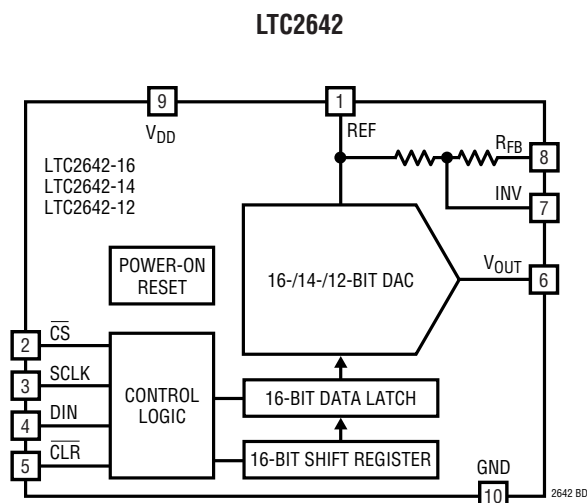 LTC2642
9
1
V_DD
REF
LTC2642-16
LTC2642-14
LTC2642-12
R_FB
8
INV
7
POWER-ON
RESET
16-/14-/12-BIT DAC
V_OUT
6
2
C̅S̅
3
SCLK
4
DIN
5
C̅L̅R̅
CONTROL
LOGIC
16-BIT DATA LATCH
16-BIT SHIFT REGISTER
GND
10
2642 BD